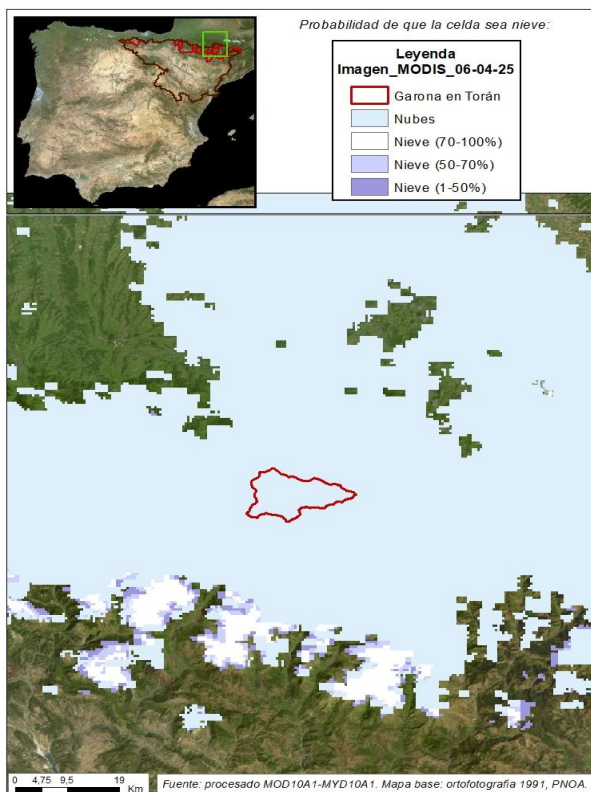 Probabilidad de que la celda sea nieve:
Leyenda
Imagen_MODIS_06-04-25
Garona en Torán
Nubes
Nieve (70-100%)
Nieve (50-70%)
Nieve (1-50%)
0 4,75 9,5 19
Km
Fuente: procesado MOD10A1-MYD10A1. Mapa base: ortofotografia 1991, PNOA.